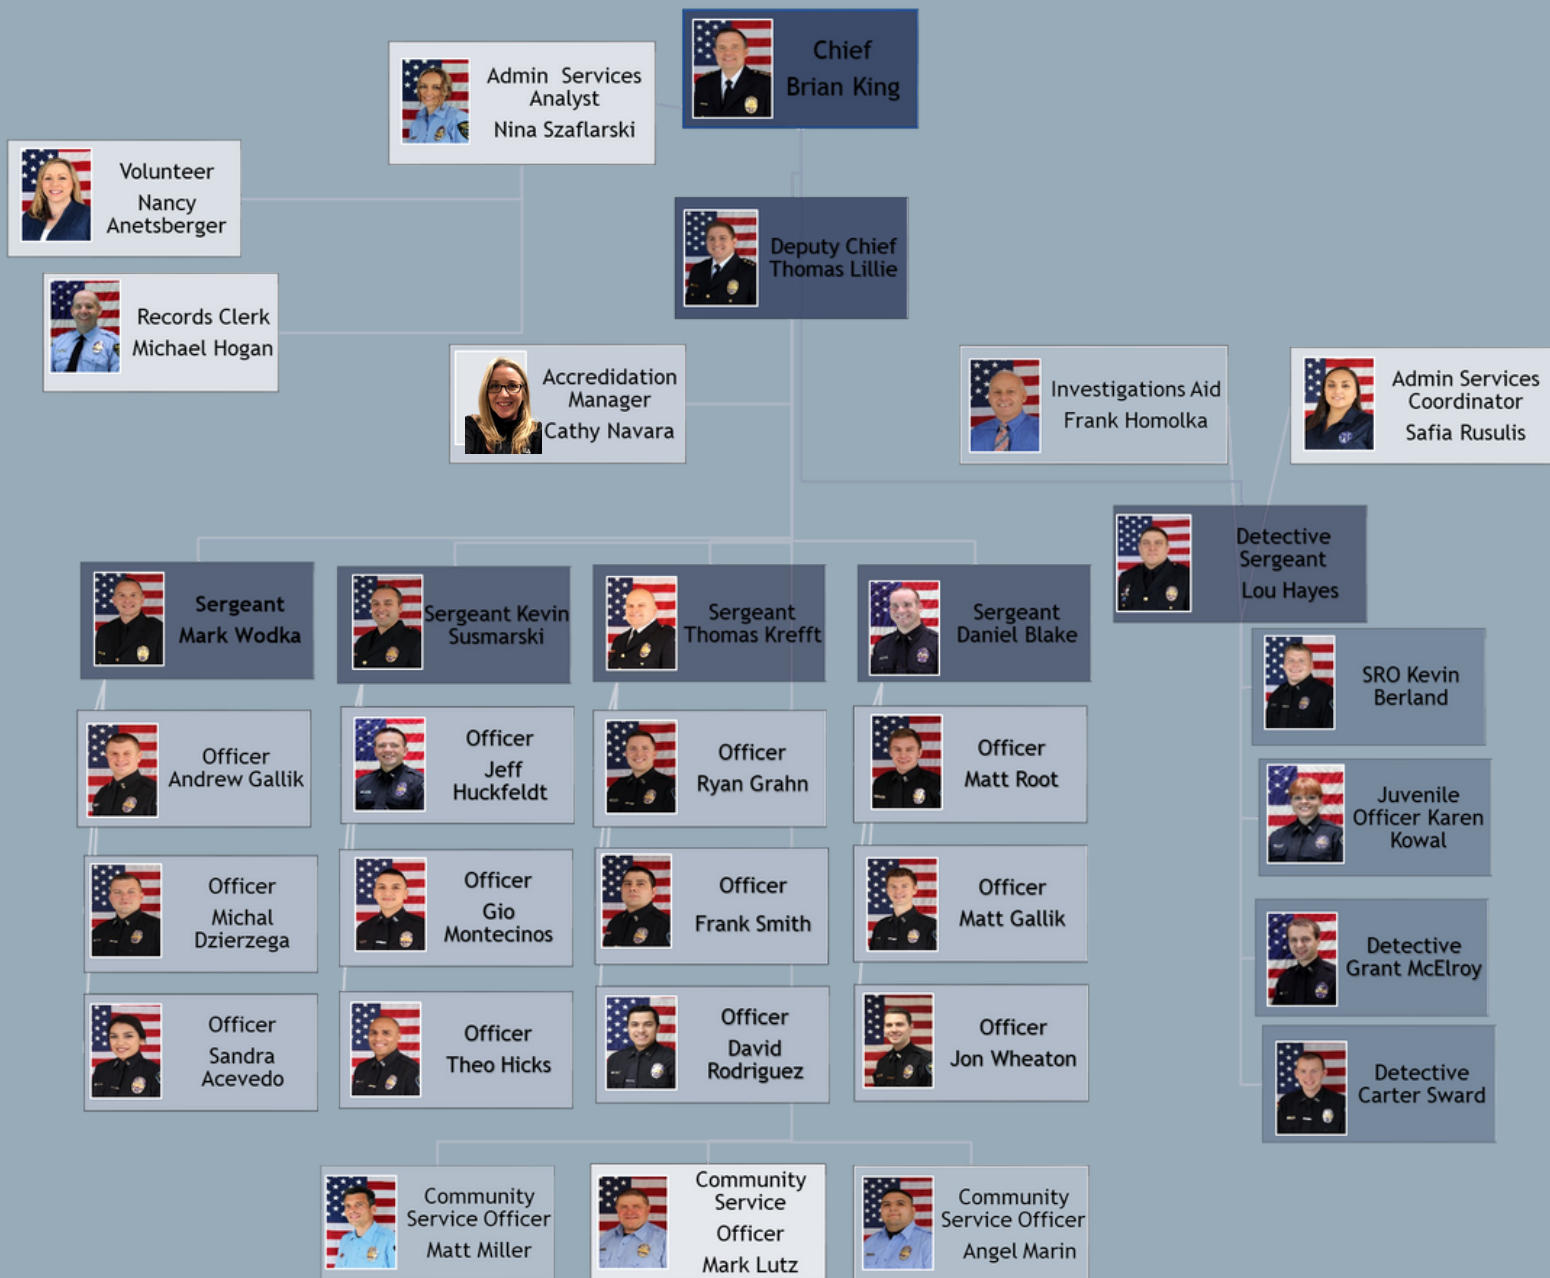 Chief
Brian King
Admin Services
Analyst
Nina Szaflarski
Volunteer
Nancy
Anetsberger
Deputy Chief
Thomas Lillie
Records Clerk
Michael Hogan
Accredidation
Manager
Cathy Navara
Investigations Aid
Frank Homolka
Admin Services
Coordinator
Safia Rusulis
Detective
Sergeant
Lou Hayes
Sergeant
Mark Wodka
Sergeant Kevin
Susmarski
Sergeant
Thomas Krefft
Sergeant
Daniel Blake
SRO Kevin
Berland
Officer
Andrew Gallik
Officer
Jeff
Huckfeldt
Officer
Ryan Grahn
Officer
Matt Root
Juvenile
Officer Karen
Kowal
Officer
Michal
Dzierzega
Officer
Gio
Montecinos
Officer
Frank Smith
Officer
Matt Gallik
Detective
Grant McElroy
Officer
Sandra
Acevedo
Officer
Theo Hicks
Officer
David
Rodriguez
Officer
Jon Wheaton
Detective
Carter Sward
Community
Service Officer
Matt Miller
Community
Service
Officer
Mark Lutz
Community
Service Officer
Angel Marin